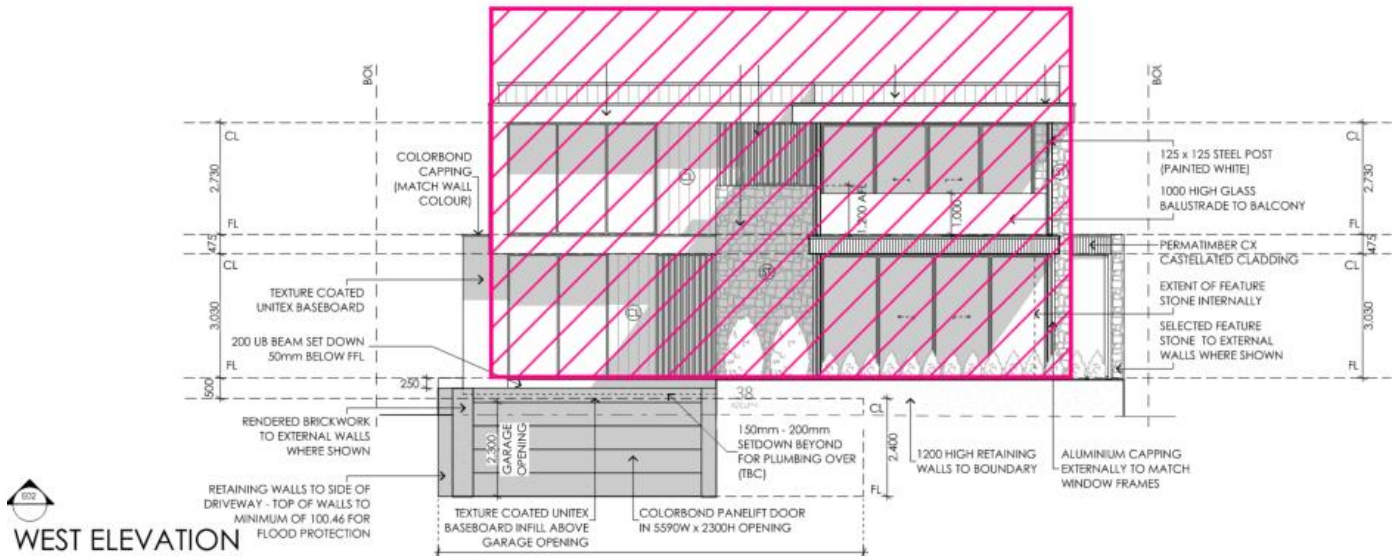 BOU
BOU
CL
2.730
FL
475
CL
3.030
FL
500
250
COLORBOND
CAPPING
(MATCH WALL
COLOUR)
TEXTURE COATED
UNITEX BASEBOARD
200 UB BEAM SET DOWN
50mm BELOW FFL
RENDERED BRICKWORK
TO EXTERNAL WALLS
WHERE SHOWN
RETAINING WALLS TO SIDE OF
DRIVEWAY - TOP OF WALLS TO
MINIMUM OF 100.46 FOR
FLOOD PROTECTION
CL
CL
ST
ST
1.200 AFL
1.000
CL
2.730
FL
475
CL
3.030
FL
125 x 125 STEEL POST
(PAINTED WHITE)
1000 HIGH GLASS
BALUSTRADE TO BALCONY
PERMATIMBER CX
CASTELLATED CLADDING
EXTENT OF FEATURE
STONE INTERNALLY
SELECTED FEATURE
STONE TO EXTERNAL
WALLS WHERE SHOWN
38
2.300
GARAGE
OPENING
150mm - 200mm
SETDOWN BEYOND
FOR PLUMBING OVER
(TBC)
CL
2.400
FL
1200 HIGH RETAINING
WALLS TO BOUNDARY
ALUMINIUM CAPPING
EXTERNALLY TO MATCH
WINDOW FRAMES
TEXTURE COATED UNITEX
BASEBOARD INFILL ABOVE
GARAGE OPENING
COLORBOND PANELIFT DOOR
IN 5590W x 2300H OPENING
E02
WEST ELEVATION